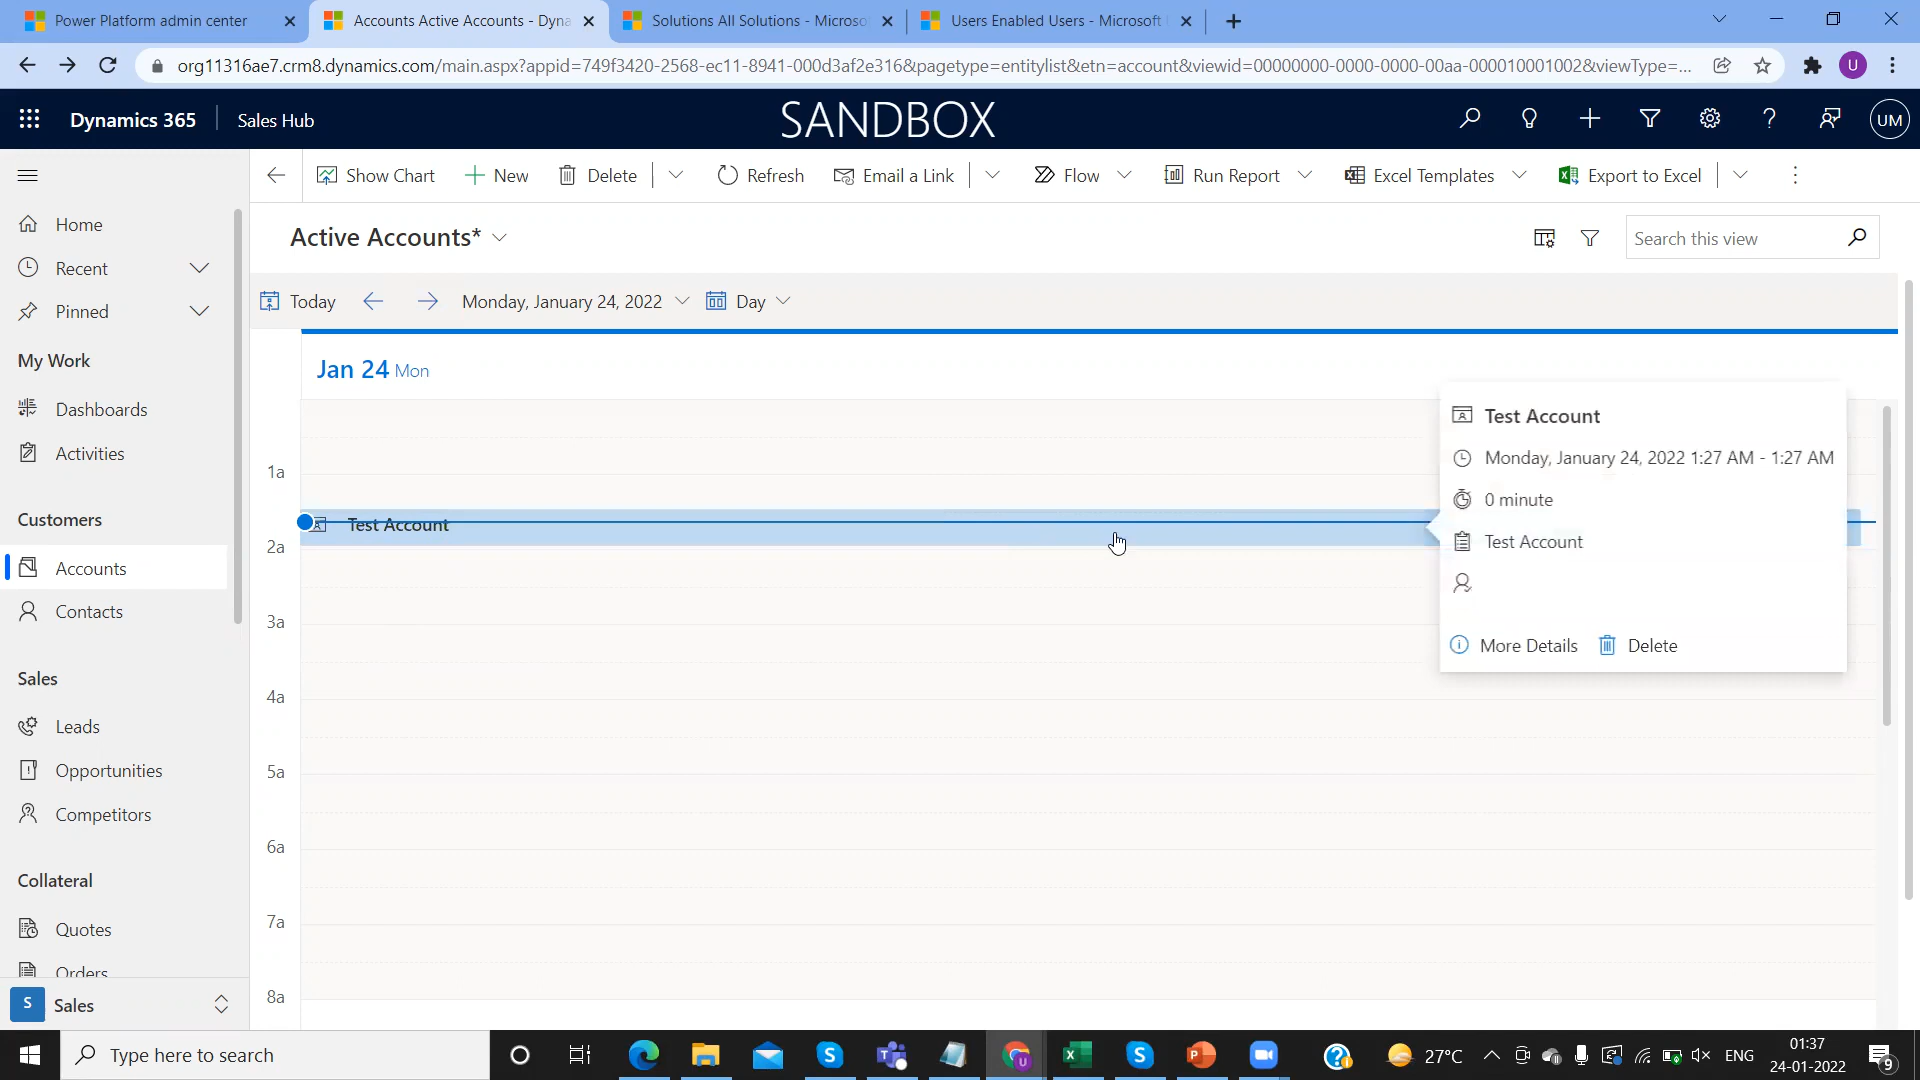 Power Platform admin center
Accounts Active Accounts - Dyna
Solutions All Solutions - Microso
Users Enabled Users - Microsoft
org11316ae7.crm8.dynamics.com/main.aspx?appid=749f3420-2568-ec11-8941-000d3af2e316&pagetype=entitylist&etn=account&viewid=00000000-0000-0000-00aa-000010001002&viewType=...
U
Dynamics 365
Sales Hub
SANDBOX
UM
Show Chart
New
Delete
Refresh
Email a Link
Flow
Run Report
Excel Templates
Export to Excel
Home
Recent
Pinned
My Work
Dashboards
Activities
Customers
Accounts
Contacts
Sales
Leads
Opportunities
Competitors
Collateral
Quotes
Orders
S Sales
Active Accounts*
Search this view
Today
Monday, January 24, 2022
Day
Jan 24 Mon
1a
Test Account
2a
3a
4a
5a
6a
7a
8a
Test Account
Monday, January 24, 2022 1:27 AM - 1:27 AM
0 minute
Test Account
More Details
Delete
Type here to search
27°C
ENG
01:37
24-01-2022
9